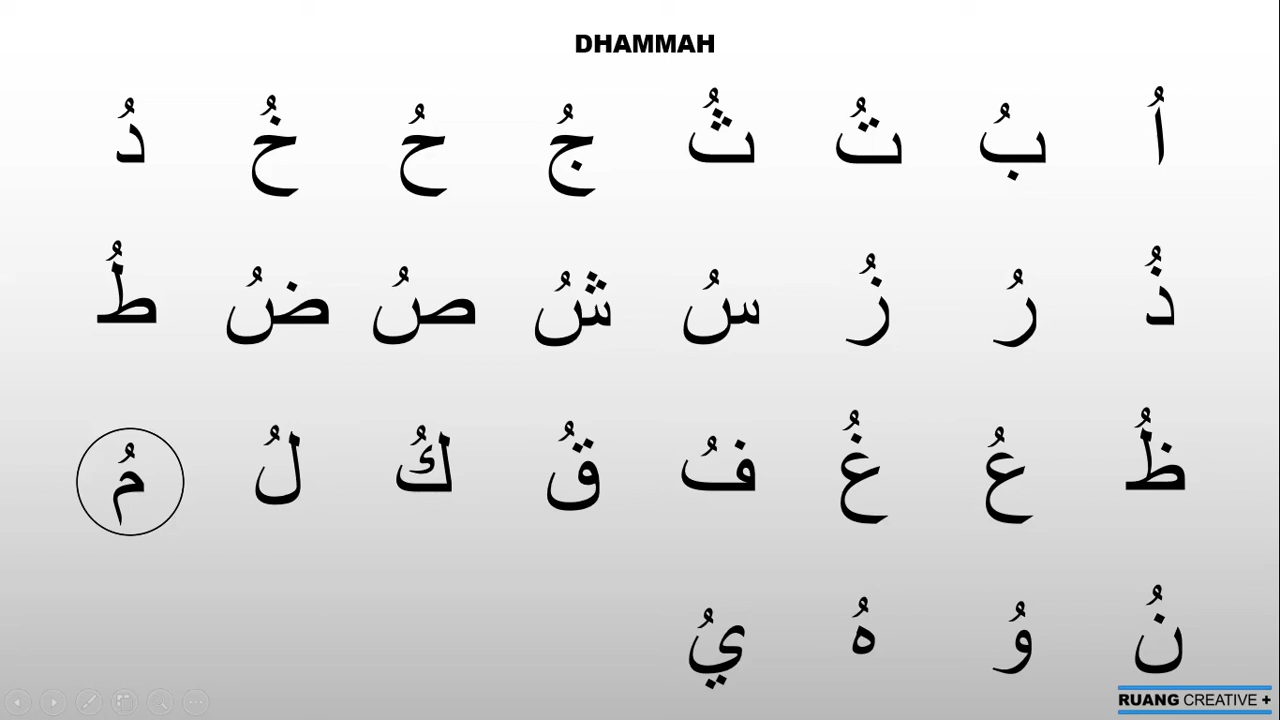 DHAMMAH
اُ بُ تُ ثُ جُ حُ خُ دُ
ذُ رُ زُ سُ شُ صُ ضُ طُ
ظُ عُ غُ فُ قُ كُ لُ مُ
نُ وُ هُ يُ
RUANG CREATIVE +